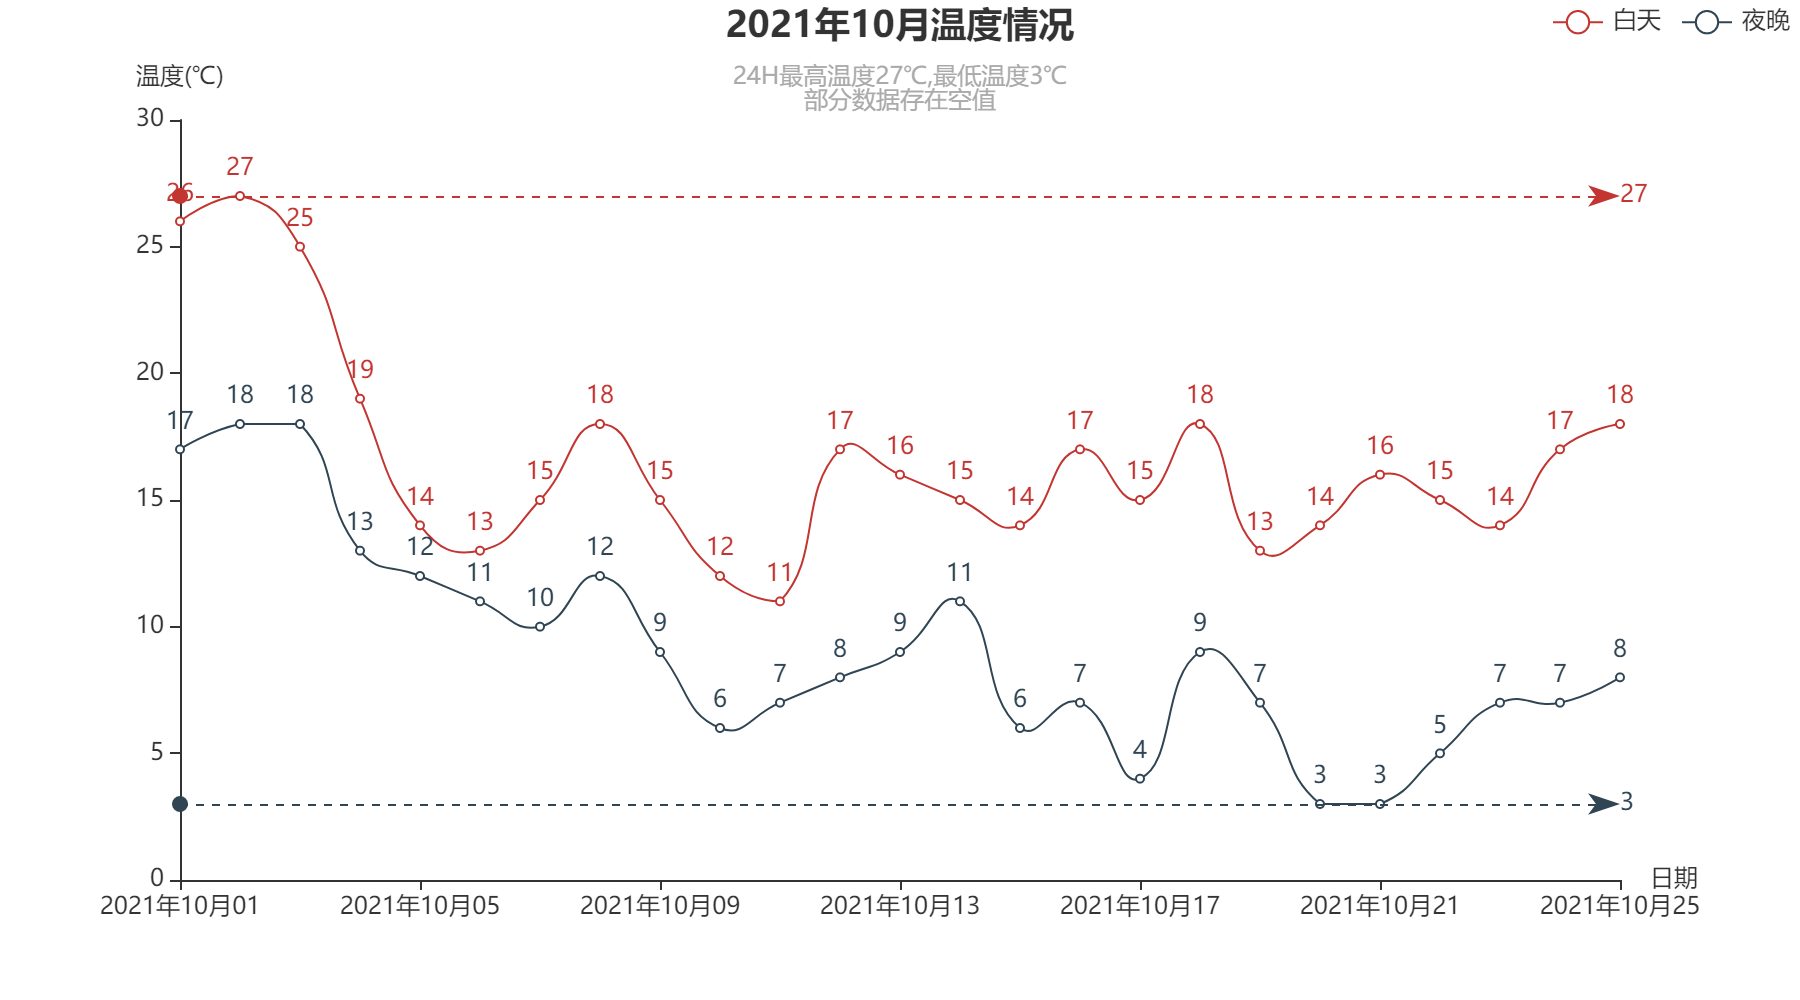 2021年10月温度情况
白天 夜晚
温度(℃)
24H最高温度27℃,最低温度3℃
部分数据存在空值
30
25
20
15
10
5
0
26 27 25 19 14 13 15 18 15 12 11 17 16 15 14 17 15 18 13 14 16 15 14 17 18
27
17 18 18 13 12 11 10 12 9 6 7 8 9 11 6 7 4 9 7 3 3 5 7 7 8
3
日期
2021年10月01 2021年10月05 2021年10月09 2021年10月13 2021年10月17 2021年10月21 2021年10月25